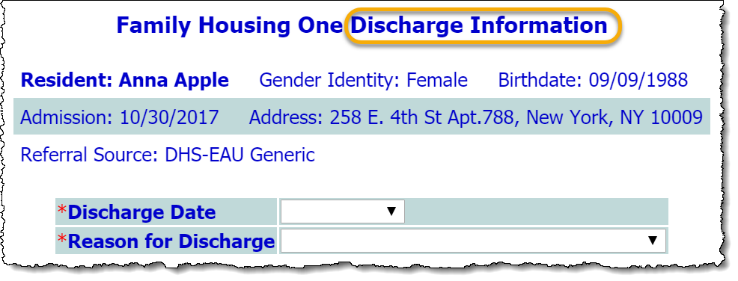 Family Housing One Discharge Information
Resident: Anna Apple Gender Identity: Female Birthdate: 09/09/1988
Admission: 10/30/2017 Address: 258 E. 4th St Apt.788, New York, NY 10009
Referral Source: DHS-EAU Generic
*Discharge Date
*Reason for Discharge